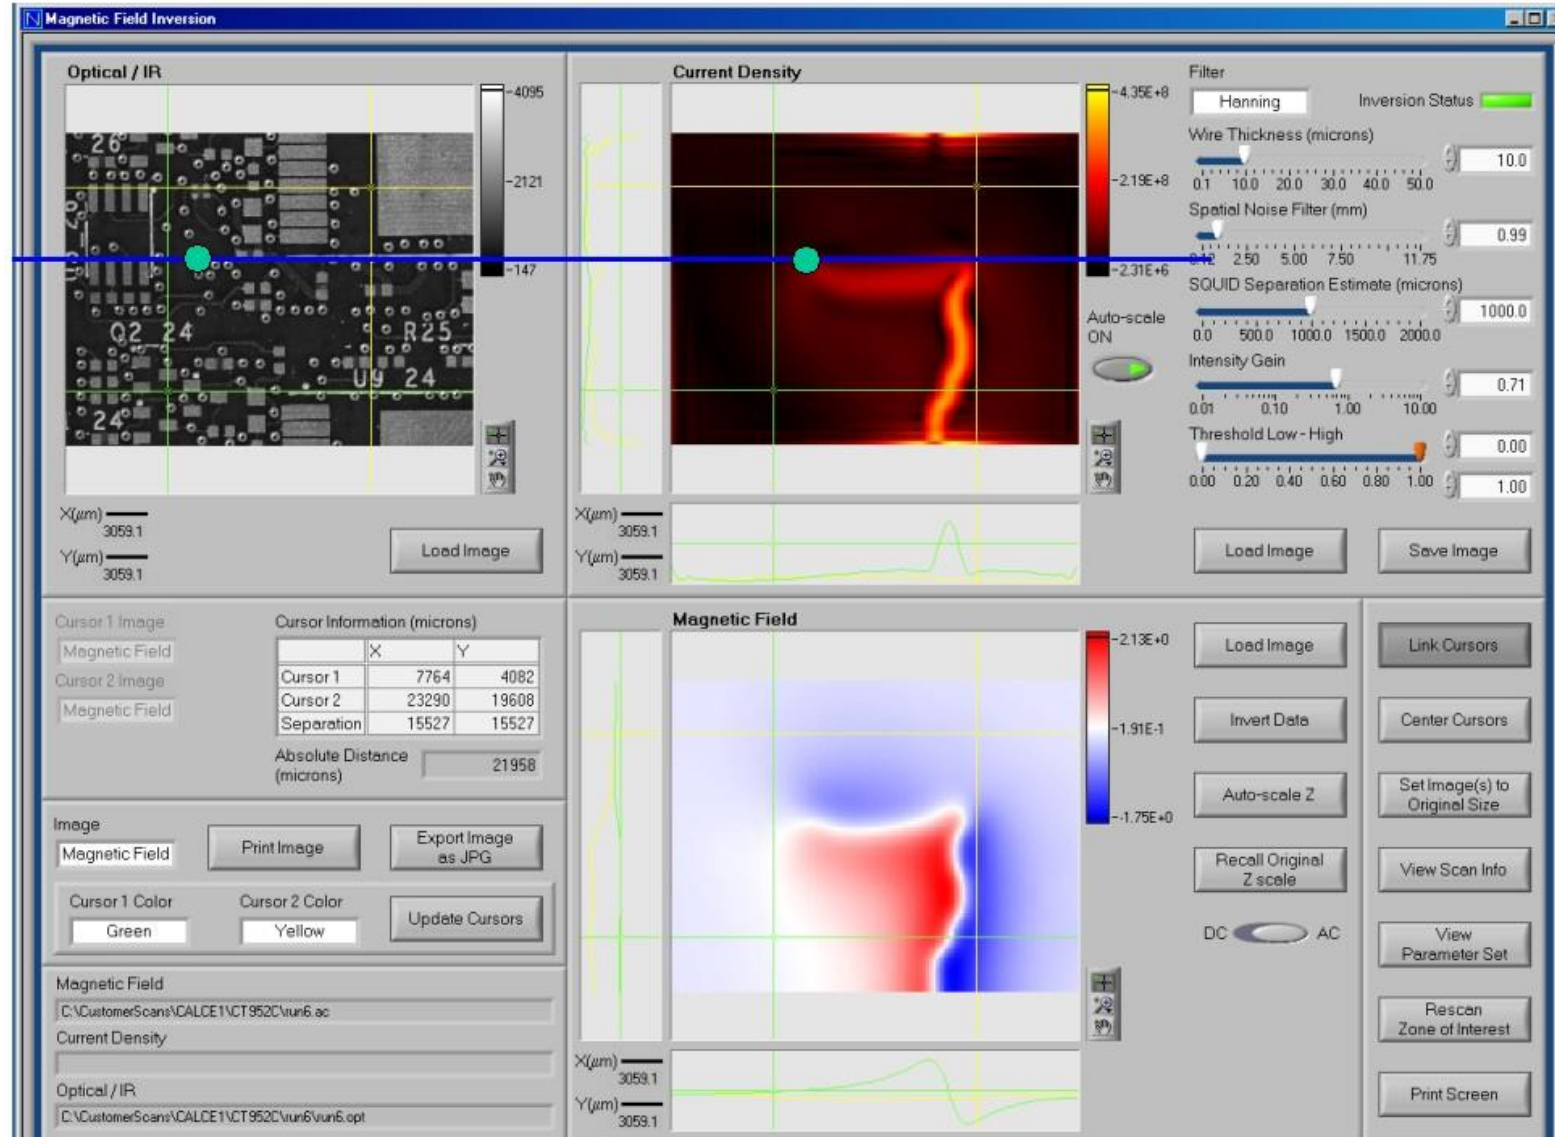 Magnetic Field Inversion
Optical / IR
4095
2121
147
26
Q2 24
R25
U9 24
24
X(µm)
3059.1
Y(µm)
3059.1
Load Image
Current Density
4.35E+8
2.19E+8
2.31E+6
Auto-scale
ON
X(µm)
3059.1
Y(µm)
3059.1
Filter
Hanning
Inversion Status
Wire Thickness (microns)
0.1 10.0 20.0 30.0 40.0 50.0
10.0
Spatial Noise Filter (mm)
0.12 2.50 5.00 7.50 11.75
0.99
SQUID Separation Estimate (microns)
0.0 500.0 1000.0 1500.0 2000.0
1000.0
Intensity Gain
0.01 0.10 1.00 10.00
0.71
Threshold Low - High
0.00 0.20 0.40 0.60 0.80 1.00
0.00
1.00
Load Image
Save Image
Cursor 1 Image
Magnetic Field
Cursor 2 Image
Magnetic Field
Cursor Information (microns)
X Y
Cursor 1 7764 4082
Cursor 2 23290 19608
Separation 15527 15527
Absolute Distance
(microns)
21958
Image
Magnetic Field
Print Image
Export Image
as JPG
Cursor 1 Color
Green
Cursor 2 Color
Yellow
Update Cursors
Magnetic Field
C:\CustomerScans\CALCE1\CT952C\run6.ac
Current Density
Optical / IR
C:\CustomerScans\CALCE1\CT952C\run6\run6.opt
Magnetic Field
2.13E+0
1.91E-1
-1.75E+0
X(µm)
3059.1
Y(µm)
3059.1
Load Image
Invert Data
Auto-scale Z
Recall Original
Z scale
DC AC
Link Cursors
Center Cursors
Set Image(s) to
Original Size
View Scan Info
View
Parameter Set
Rescan
Zone of Interest
Print Screen